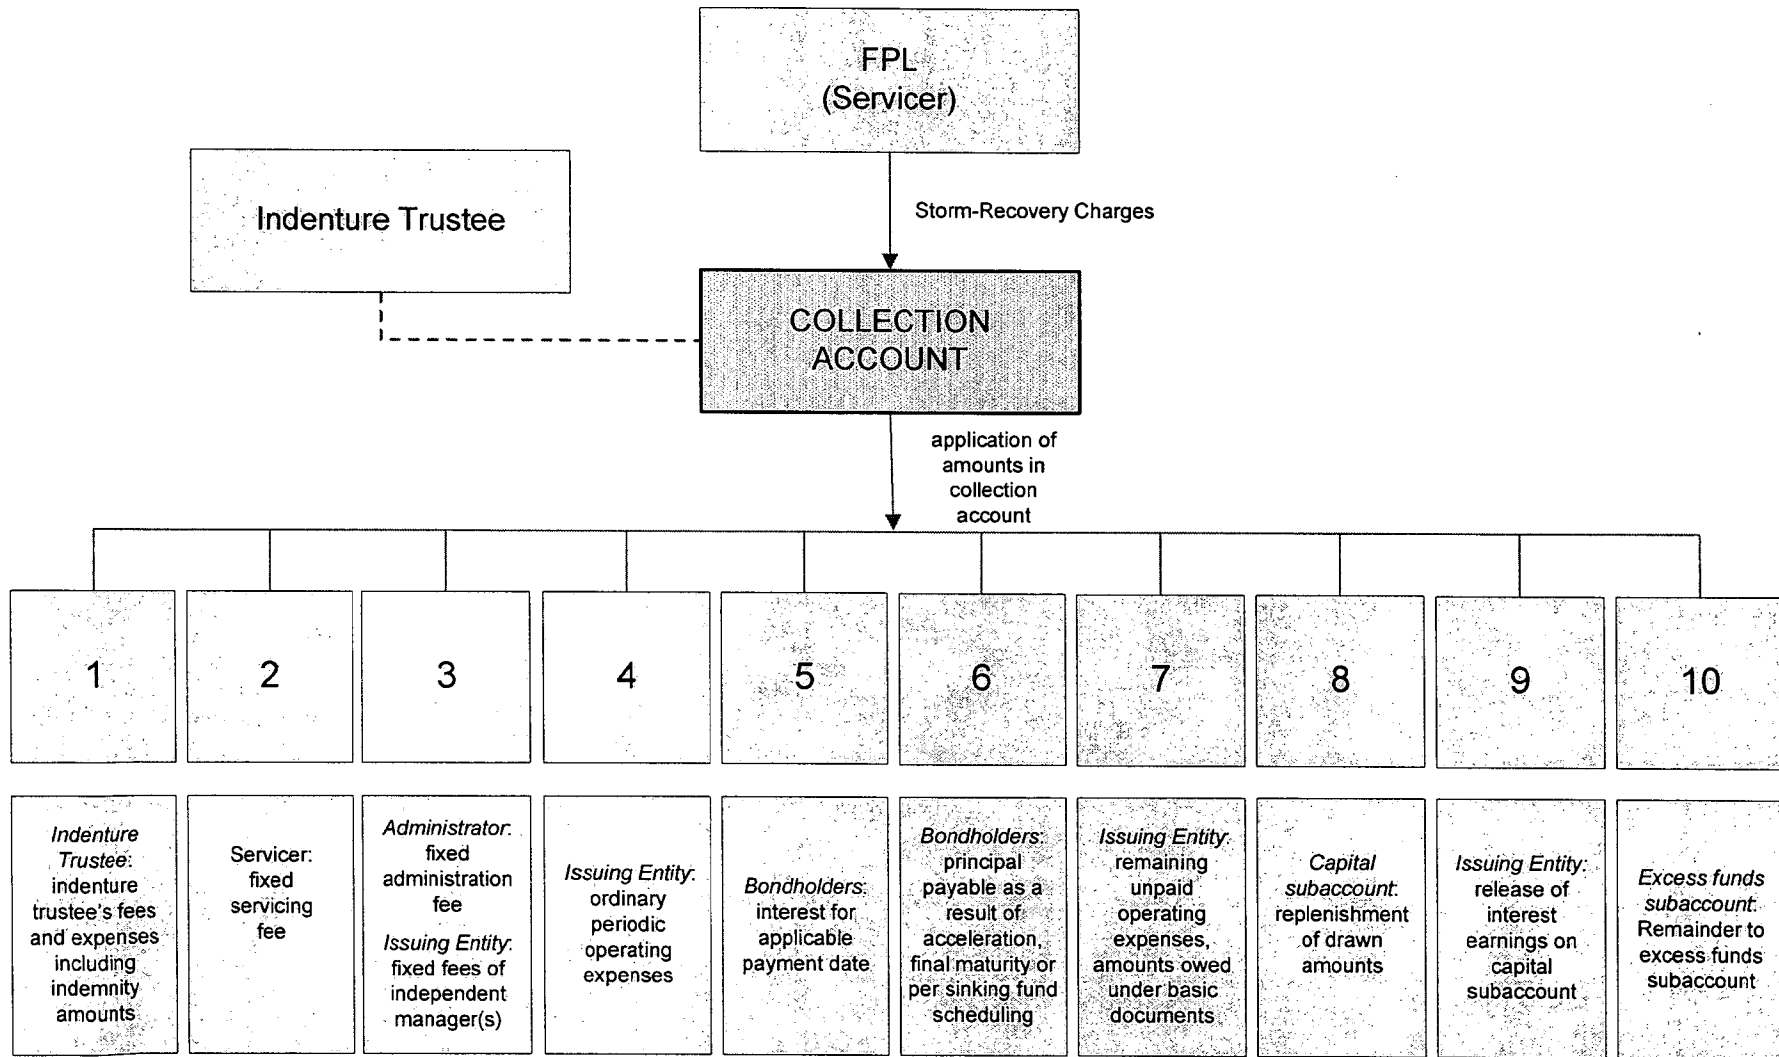 FPL
(Servicer)
Indenture Trustee
Storm-Recovery Charges
COLLECTION
ACCOUNT
application of
amounts in
collection
account
1
2
3
4
5
6
7
8
9
10
Indenture
Trustee:
indenture
trustee's fees
and expenses
including
indemnity
amounts
Servicer:
fixed
servicing
fee
Administrator:
fixed
administration
fee
Issuing Entity:
fixed fees of
independent
manager(s)
Issuing Entity:
ordinary
periodic
operating
expenses
Bondholders:
interest for
applicable
payment date
Bondholders:
principal
payable as a
result of
acceleration,
final maturity or
per sinking fund
scheduling
Issuing Entity:
remaining
unpaid
operating
expenses,
amounts owed
under basic
documents
Capital
subaccount:
replenishment
of drawn
amounts
Issuing Entity:
release of
interest
earnings on
capital
subaccount
Excess funds
subaccount:
Remainder to
excess funds
subaccount